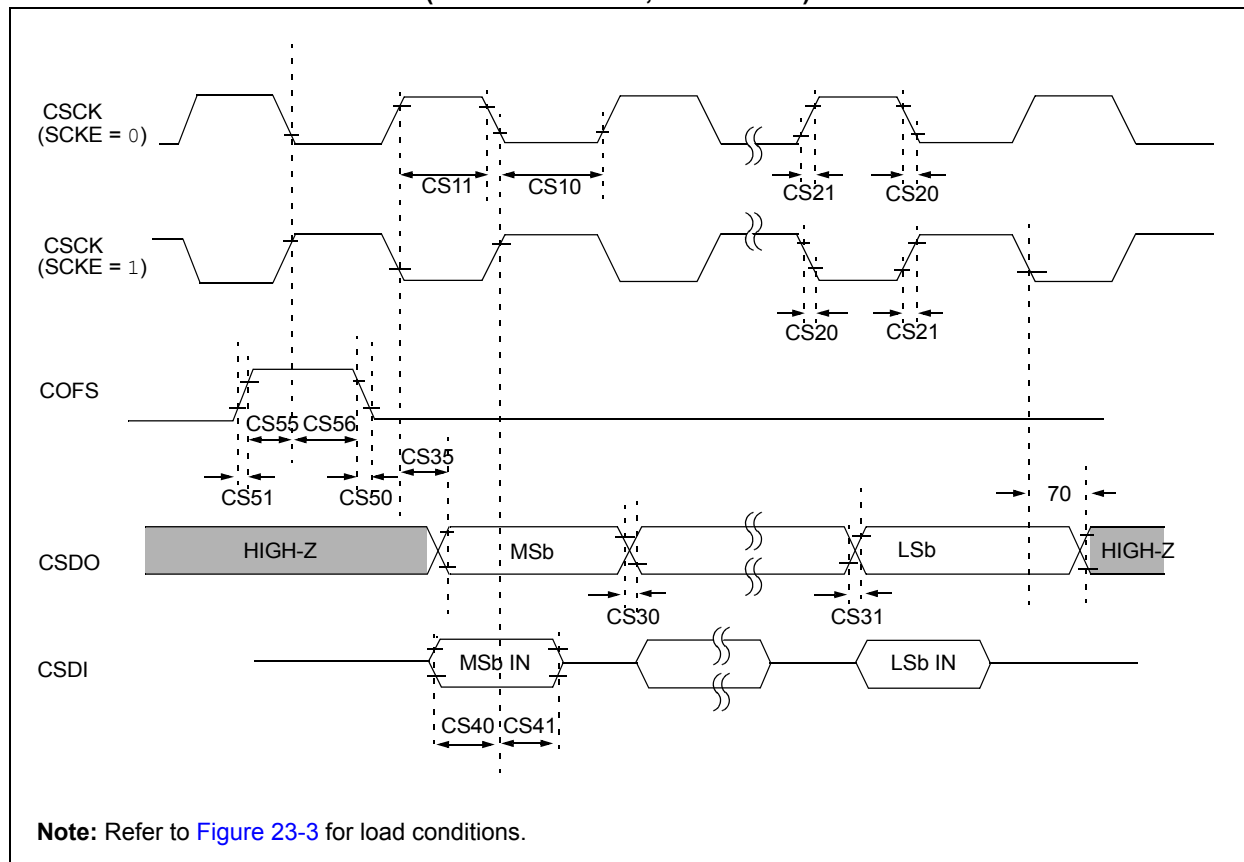 CSCK
(SCKE = 0)
CS11
CS10
CS21
CS20
CSCK
(SCKE = 1)
CS20
CS21
COFS
CS55
CS56
CS35
CS51
CS50
70
CSDO
HIGH-Z
MSb
LSb
HIGH-Z
CS30
CS31
CSDI
MSb IN
LSb IN
CS40
CS41
Note: Refer to Figure 23-3 for load conditions.